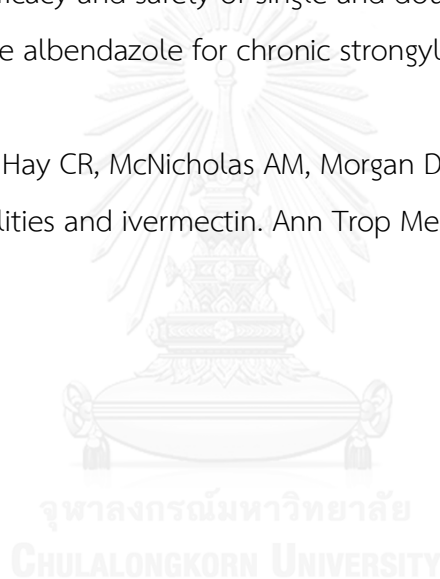 ficacy and safety of single and dou
e albendazole for chronic strongyl
Hay CR, McNicholas AM, Morgan D
lities and ivermectin. Ann Trop Me
จุฬาลงกรณ์มหาวิทยาลัย
CHULALONGKORN UNIVERSITY